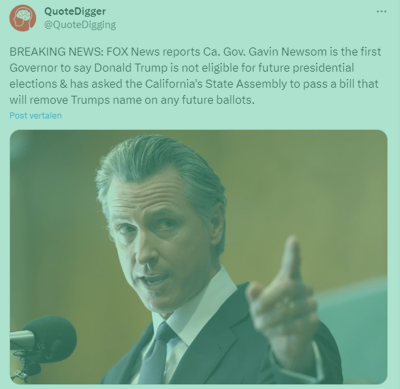 QuoteDigger
@QuoteDigging
BREAKING NEWS: FOX News reports Ca. Gov. Gavin Newsom is the first
Governor to say Donald Trump is not eligible for future presidential
elections & has asked the California's State Assembly to pass a bill that
will remove Trumps name on any future ballots.
Post vertalen